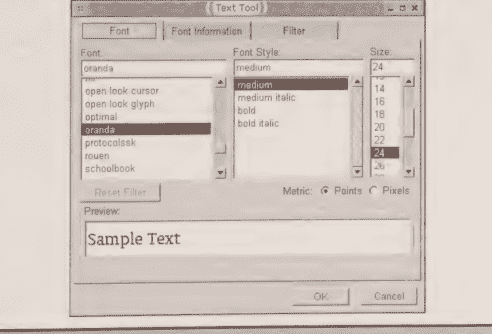 Text Tool
Font
Font Information
Filter
Font:
Font Style:
Size:
oranda
medium
24
open look cursor
open look glyph
optimal
oranda
protocolssk
rouen
schoolbook
medium
medium italic
bold
bold italic
14
16
18
20
22
24
26
Reset Filter
Metric: Points Pixels
Preview:
Sample Text
OK
Cancel